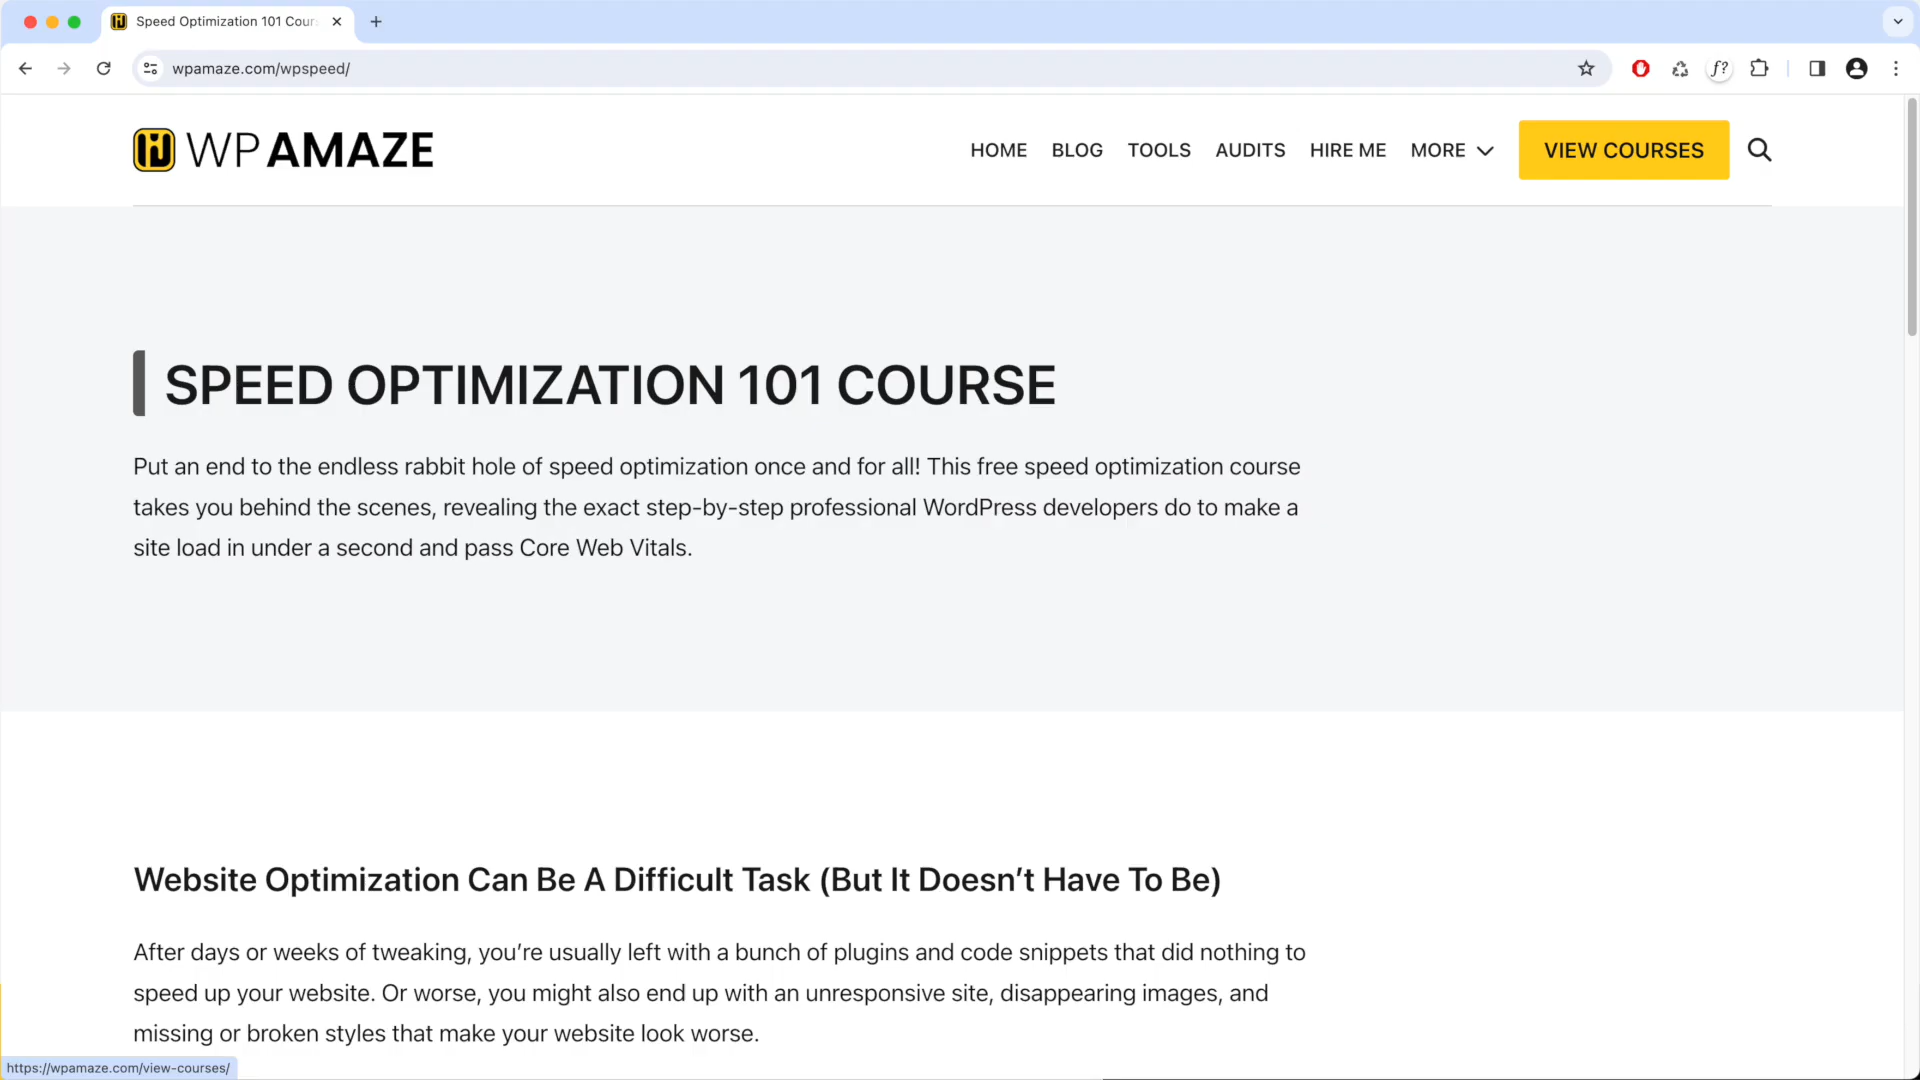 Speed Optimization 101 Cour
wpamaze.com/wpspeed/
f?
WP AMAZE
HOME BLOG TOOLS AUDITS HIRE ME MORE VIEW COURSES
SPEED OPTIMIZATION 101 COURSE
Put an end to the endless rabbit hole of speed optimization once and for all! This free speed optimization course
takes you behind the scenes, revealing the exact step-by-step professional WordPress developers do to make a
site load in under a second and pass Core Web Vitals.
Website Optimization Can Be A Difficult Task (But It Doesn’t Have To Be)
After days or weeks of tweaking, you’re usually left with a bunch of plugins and code snippets that did nothing to
speed up your website. Or worse, you might also end up with an unresponsive site, disappearing images, and
missing or broken styles that make your website look worse.
https://wpamaze.com/view-courses/